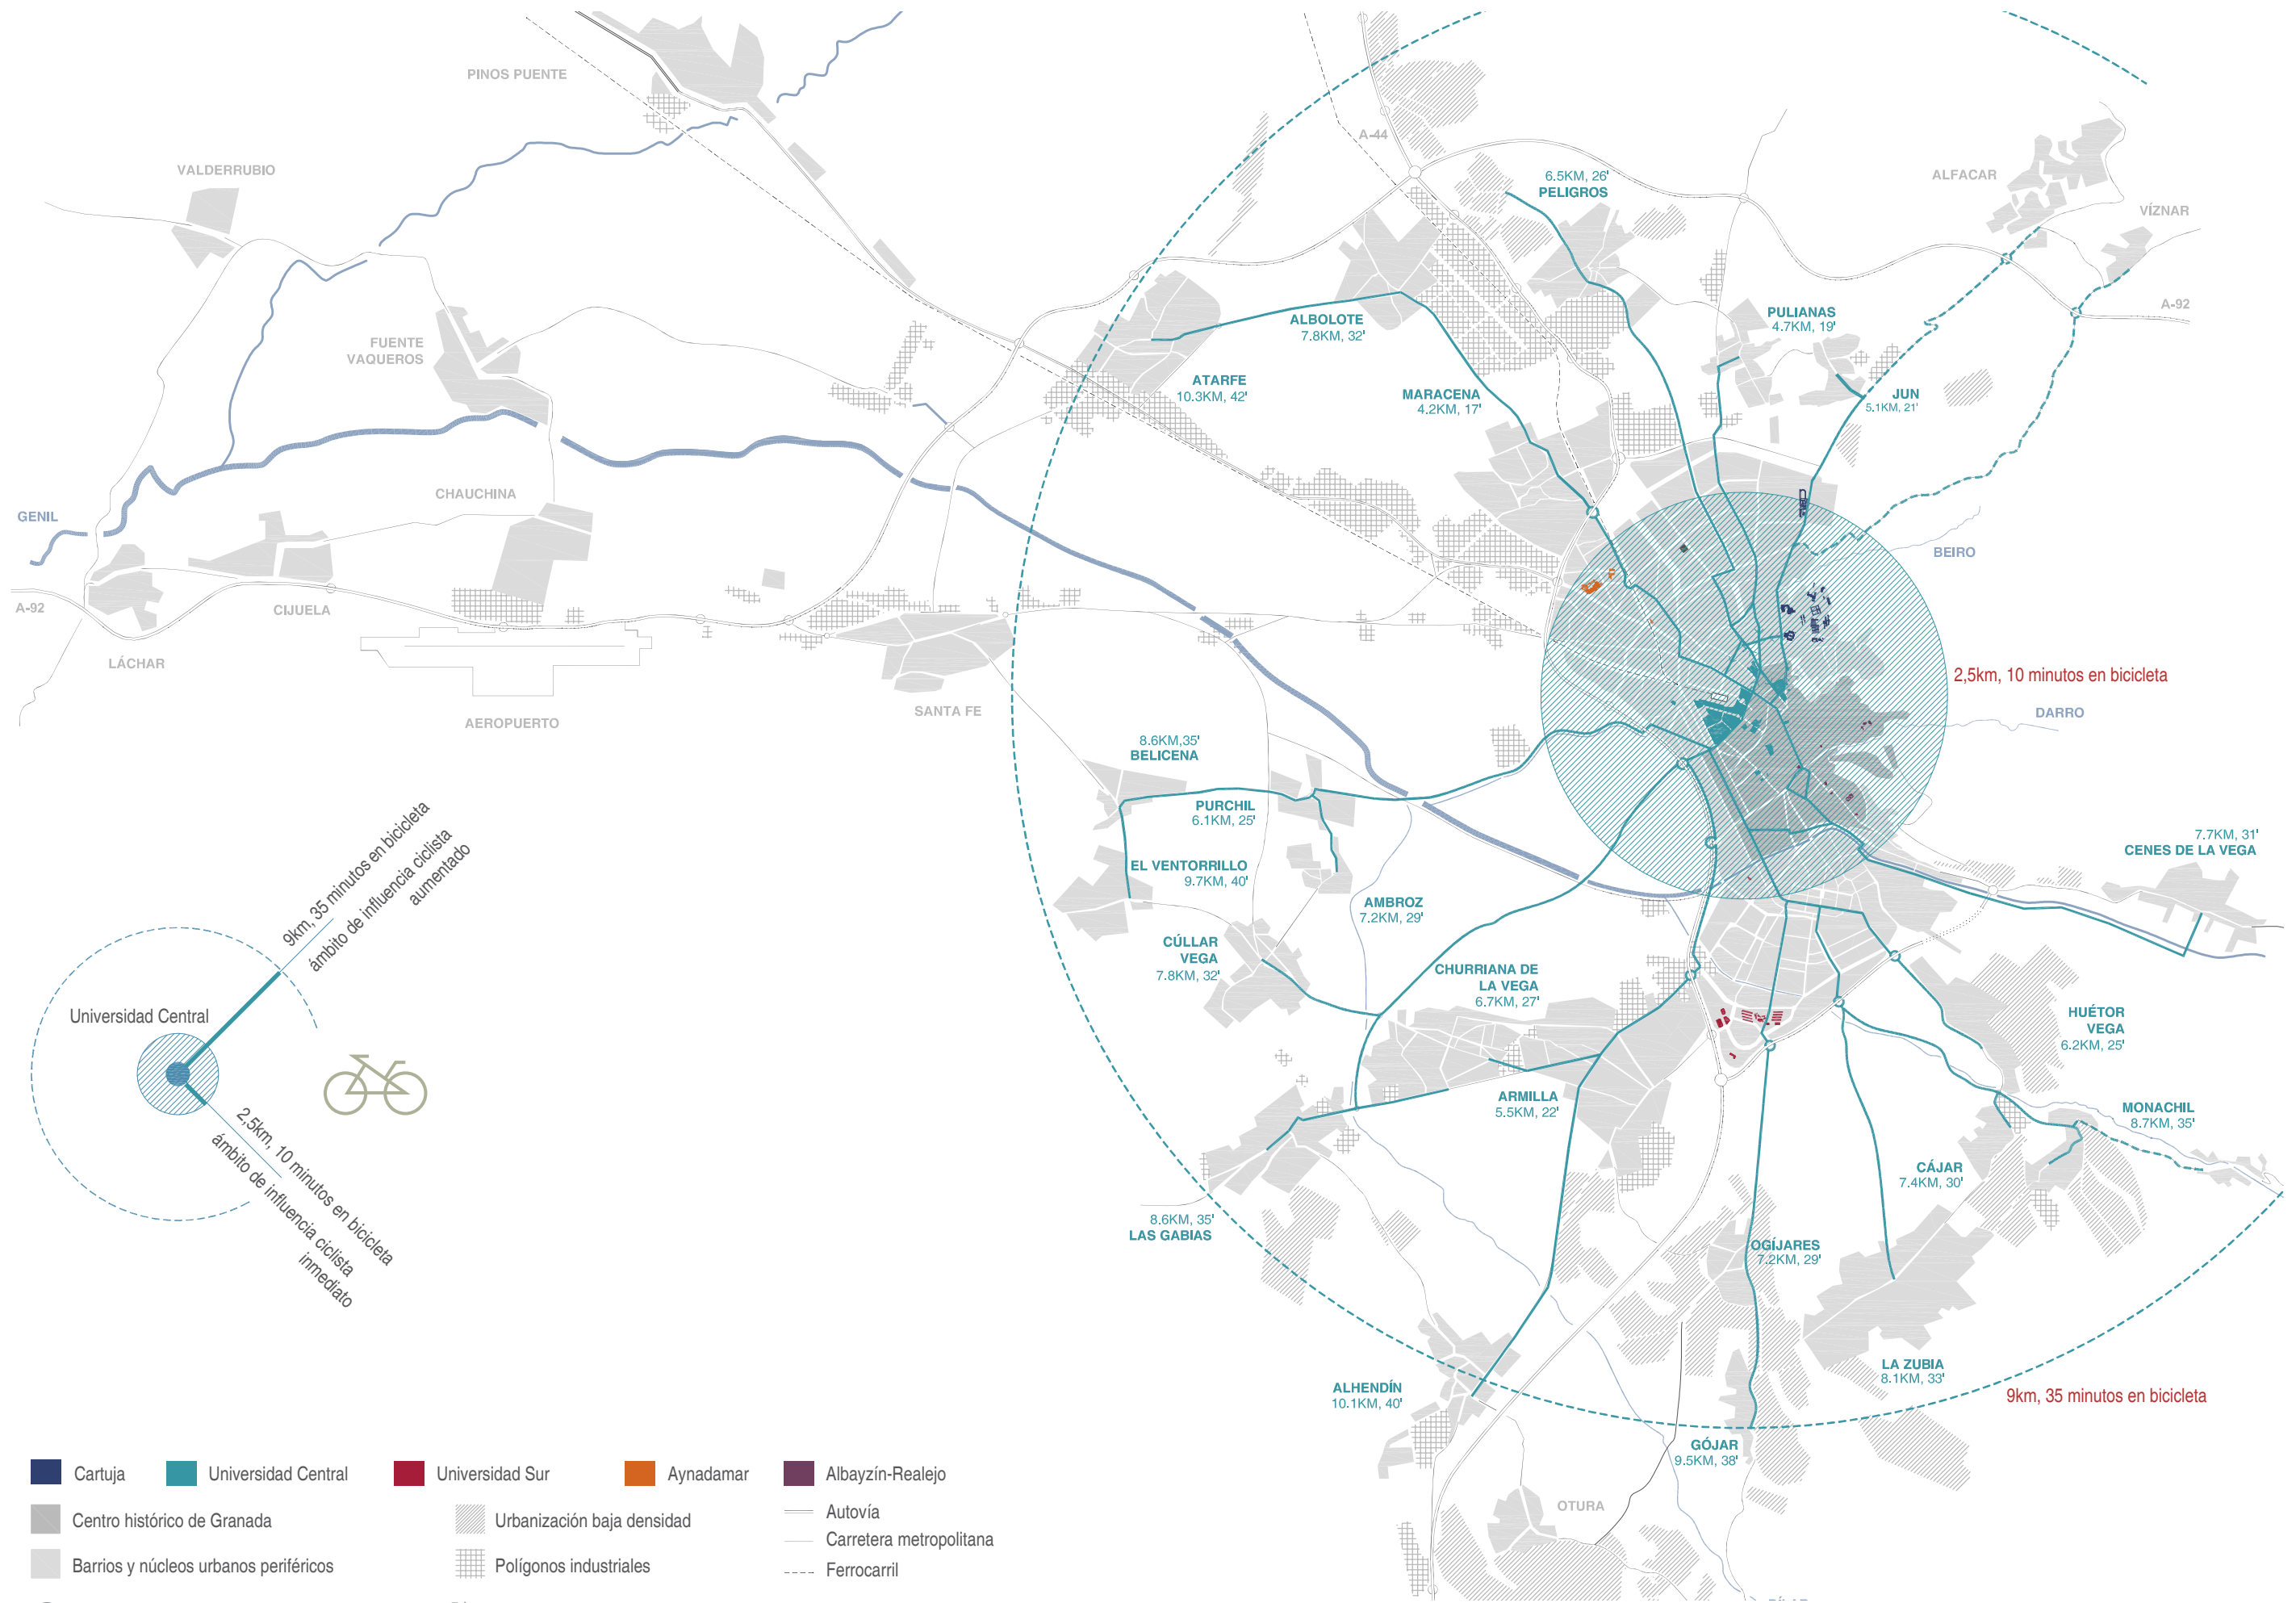 PINOS PUENTE
A-44
6.5KM, 26'
PELIGROS
ALFACAR
VALDERRUBIO
VÍZNAR
A-92
ALBOLOTE
7.8KM, 32'
PULIANAS
4.7KM, 19'
FUENTE
VAQUEROS
ATARFE
10.3KM, 42'
MARACENA
4.2KM, 17'
JUN
5.1KM, 21'
CHAUCHINA
GENIL
BEIRO
A-92
CIJUELA
LÁCHAR
AEROPUERTO
SANTA FE
2,5km, 10 minutos en bicicleta
DARRO
8.6KM,35'
BELICENA
PURCHIL
6.1KM, 25'
EL VENTORRILLO
9.7KM, 40'
7.7KM, 31'
CENES DE LA VEGA
AMBROZ
7.2KM, 29'
CÚLLAR
VEGA
7.8KM, 32'
CHURRIANA DE
LA VEGA
6.7KM, 27'
HUÉTOR
VEGA
6.2KM, 25'
9km, 35 minutos en bicicleta
ámbito de influencia ciclista
aumentado
Universidad Central
2,5km, 10 minutos en bicicleta
ámbito de influencia ciclista
inmediato
ARMILLA
5.5KM, 22'
MONACHIL
8.7KM, 35'
CÁJAR
7.4KM, 30'
8.6KM, 35'
LAS GABIAS
OGÍJARES
7.2KM, 29'
LA ZUBIA
8.1KM, 33'
ALHENDÍN
10.1KM, 40'
9km, 35 minutos en bicicleta
GÓJAR
9.5KM, 38'
OTURA
Cartuja
Universidad Central
Universidad Sur
Aynadamar
Albayzín-Realejo
Centro histórico de Granada
Urbanización baja densidad
Autovía
Carretera metropolitana
Barrios y núcleos urbanos periféricos
Polígonos industriales
Ferrocarril